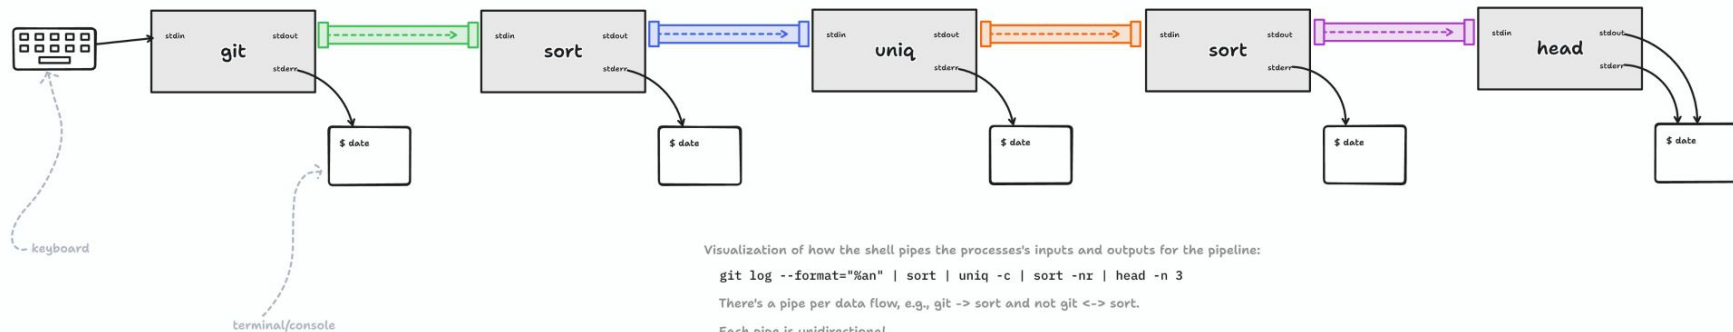 stdin
stdout
git
stderr
stdin
stdout
sort
stderr
stdin
stdout
uniq
stderr
stdin
stdout
sort
stderr
stdin
stdout
head
stderr
$ date
$ date
$ date
$ date
$ date
keyboard
terminal/console
Visualization of how the shell pipes the processes's inputs and outputs for the pipeline:
git log --format="%an" | sort | uniq -c | sort -nr | head -n 3
There's a pipe per data flow, e.g., git -> sort and not git <-> sort.
Each pipe is unidirectional